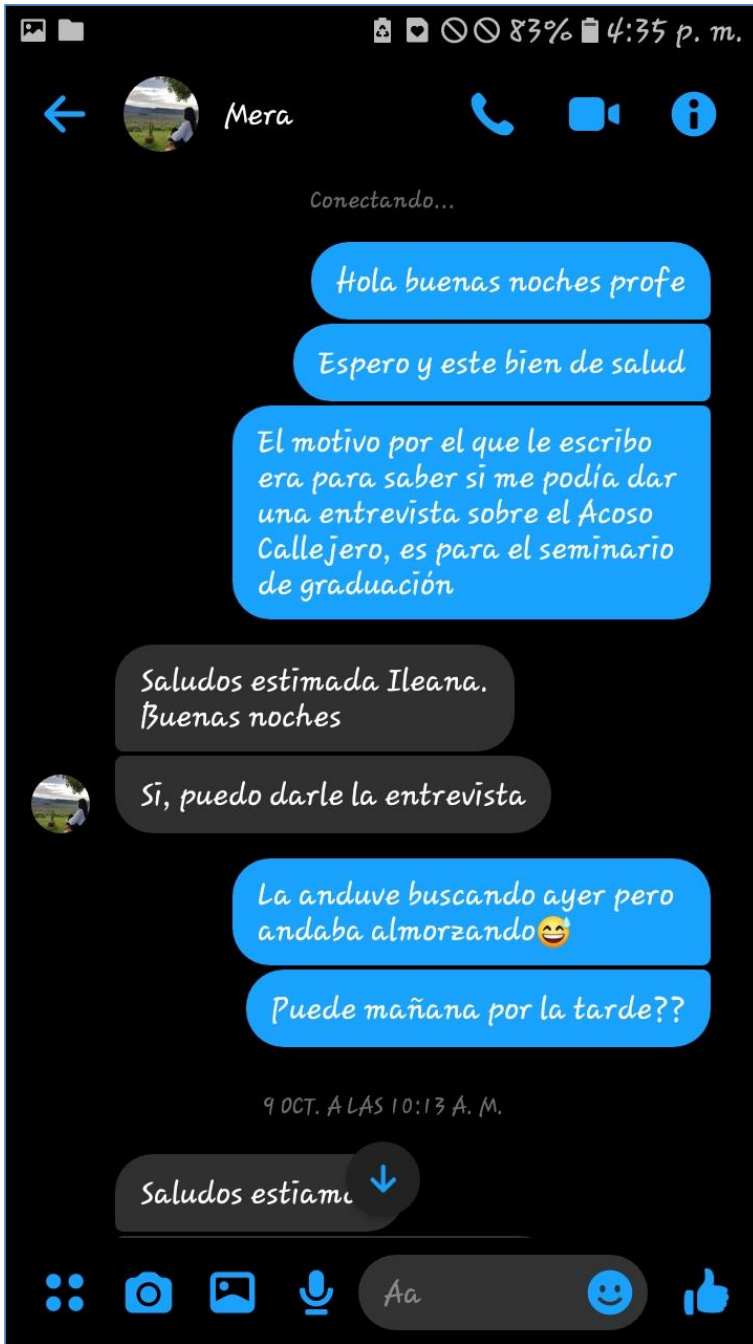 83% 4:35 p. m.
Mera
Conectando...
Hola buenas noches profe
Espero y este bien de salud
El motivo por el que le escribo
era para saber si me podía dar
una entrevista sobre el Acoso
Callejero, es para el seminario
de graduación
Saludos estimada Ileana.
Buenas noches
Si, puedo darle la entrevista
La anduve buscando ayer pero
andaba almorzando😅
Puede mañana por la tarde??
9 OCT. A LAS 10:13 A. M.
Saludos
Aa